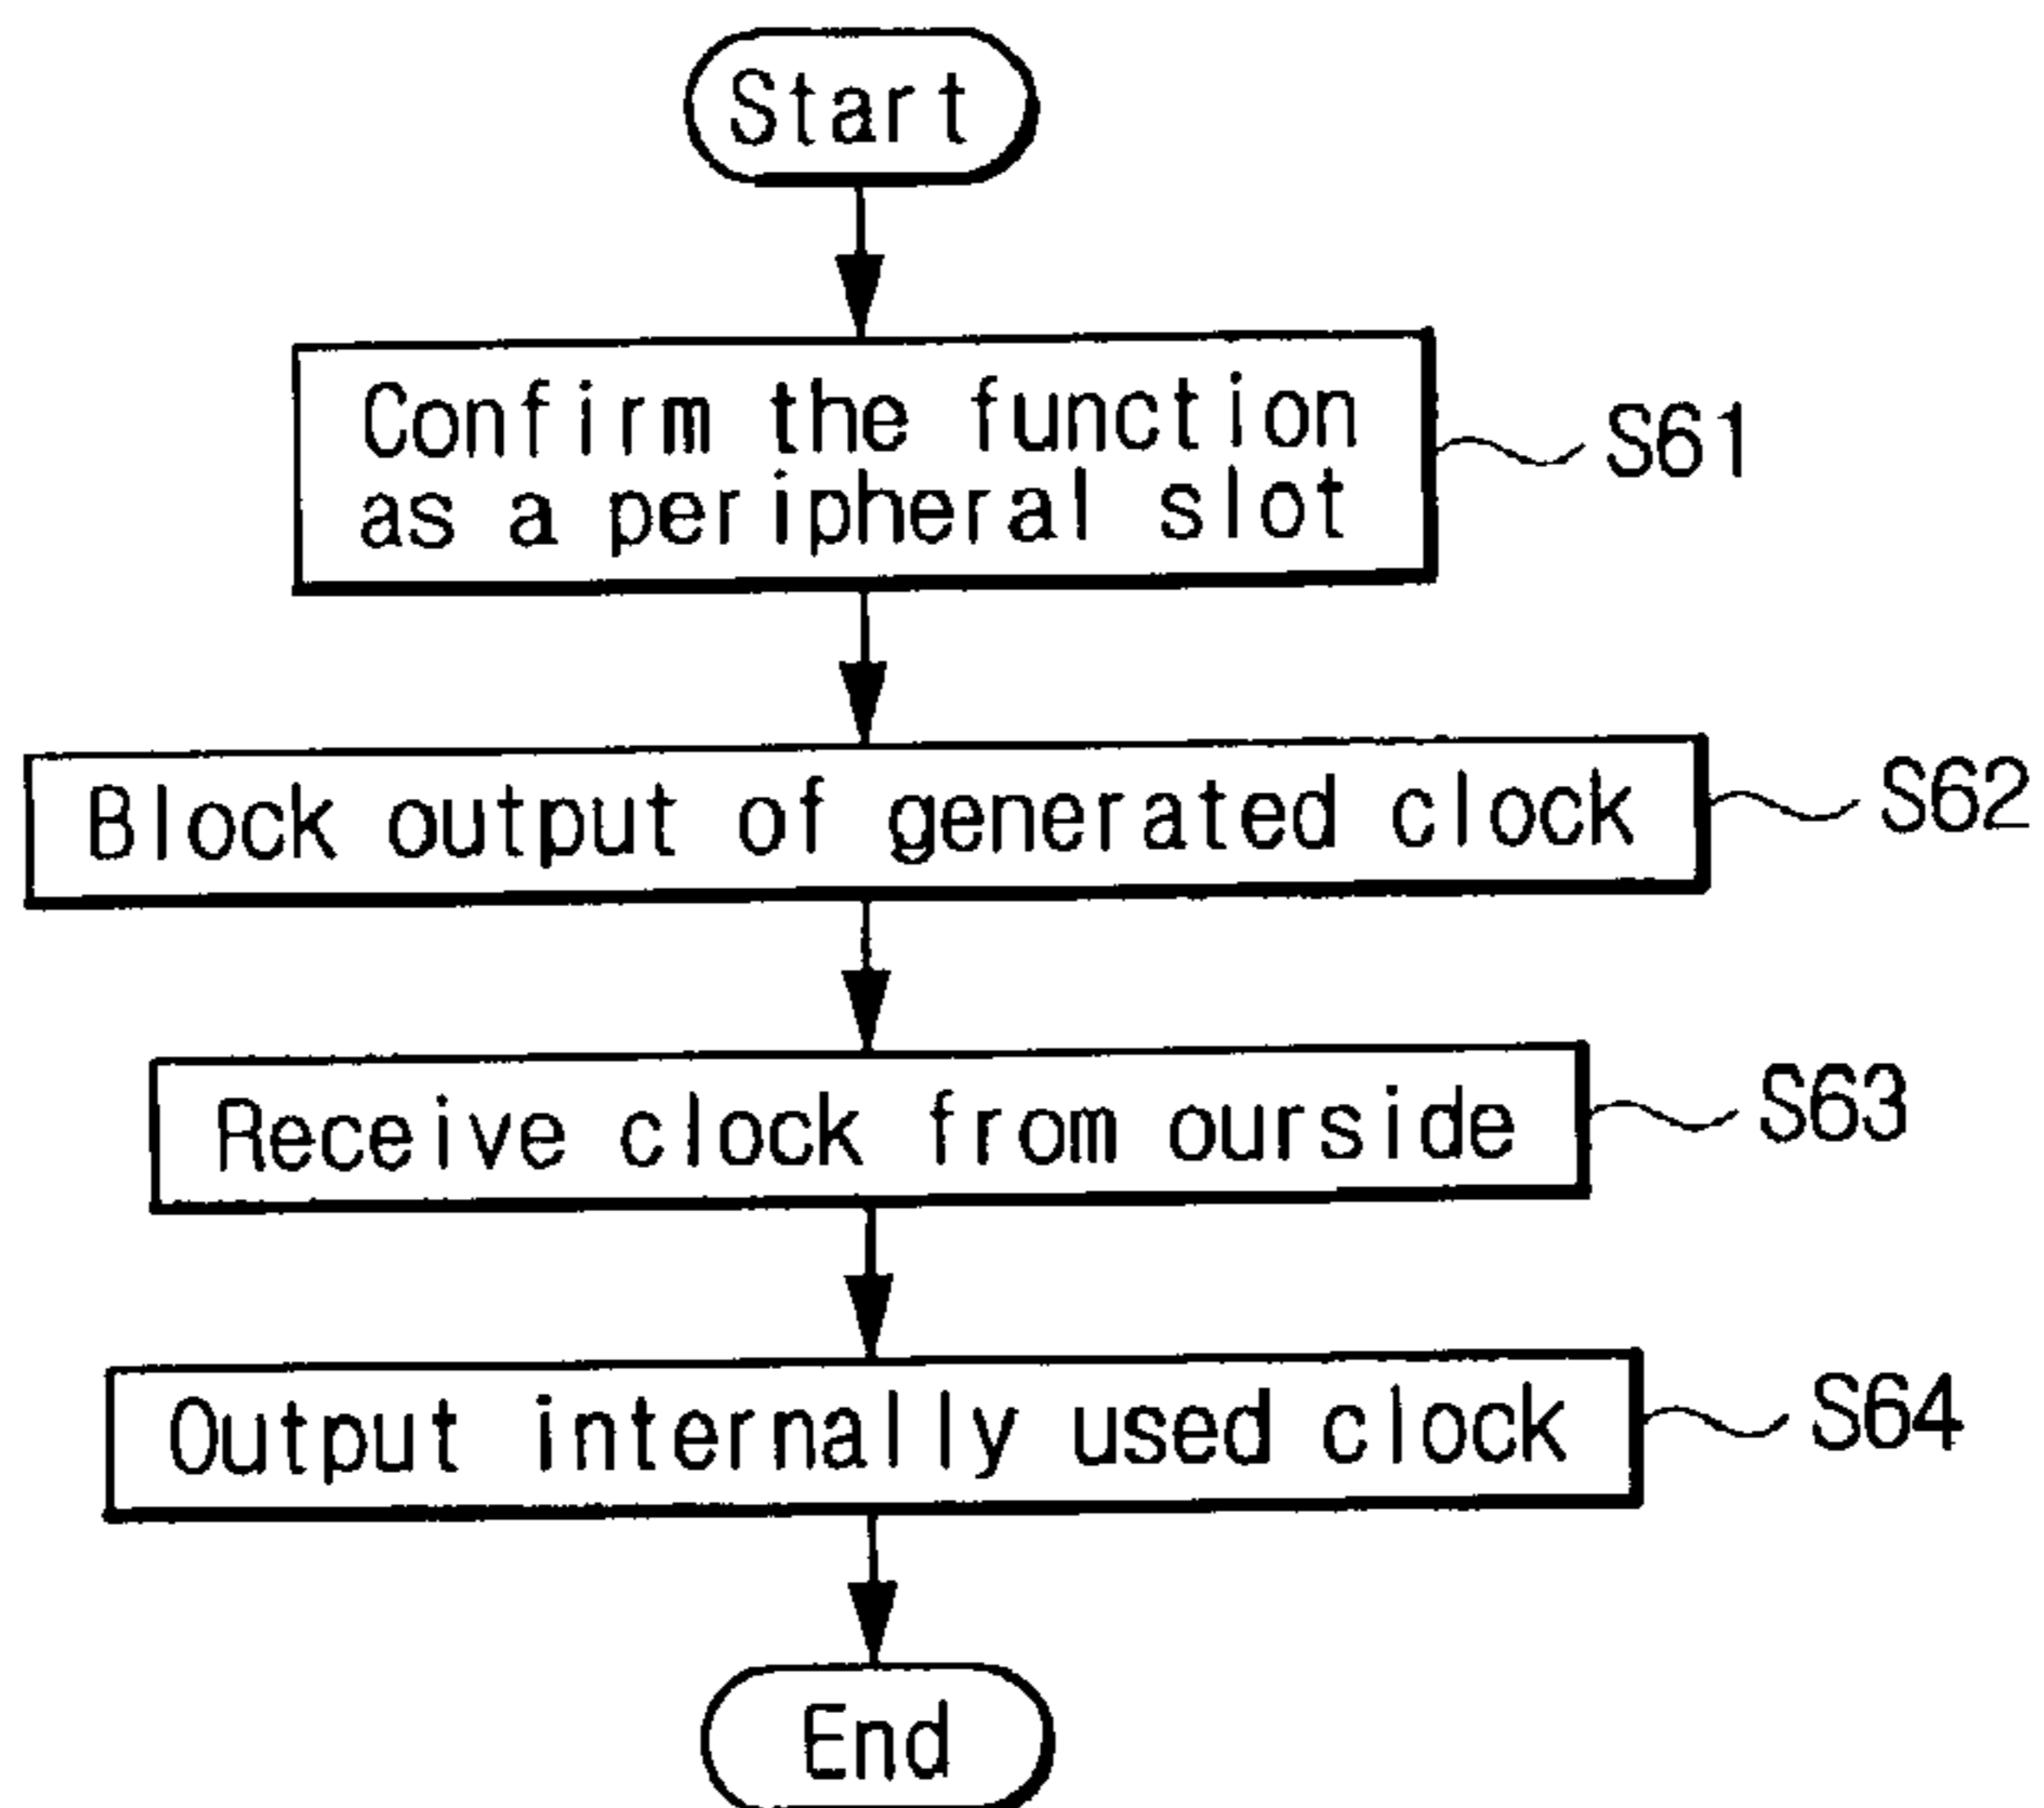 Start
Confirm the function
as a peripheral slot
S61
Block output of generated clock
S62
Receive clock from ourside
S63
Output internally used clock
S64
End